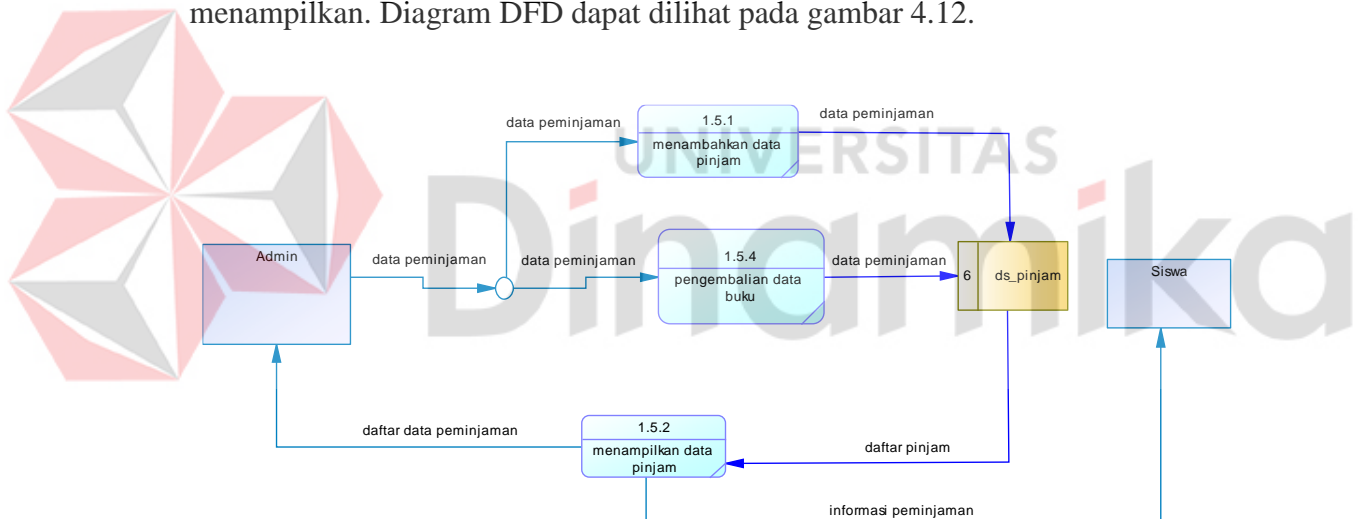 menampilkan. Diagram DFD dapat dilihat pada gambar 4.12.
data peminjaman
1.5.1
menambahkan data
pinjam
data peminjaman
UNIVERSITAS
Dinamika
Admin
data peminjaman
data peminjaman
1.5.4
pengembalian data
buku
data peminjaman
6
ds_pinjam
Siswa
daftar data peminjaman
1.5.2
menampilkan data
pinjam
daftar pinjam
informasi peminjaman